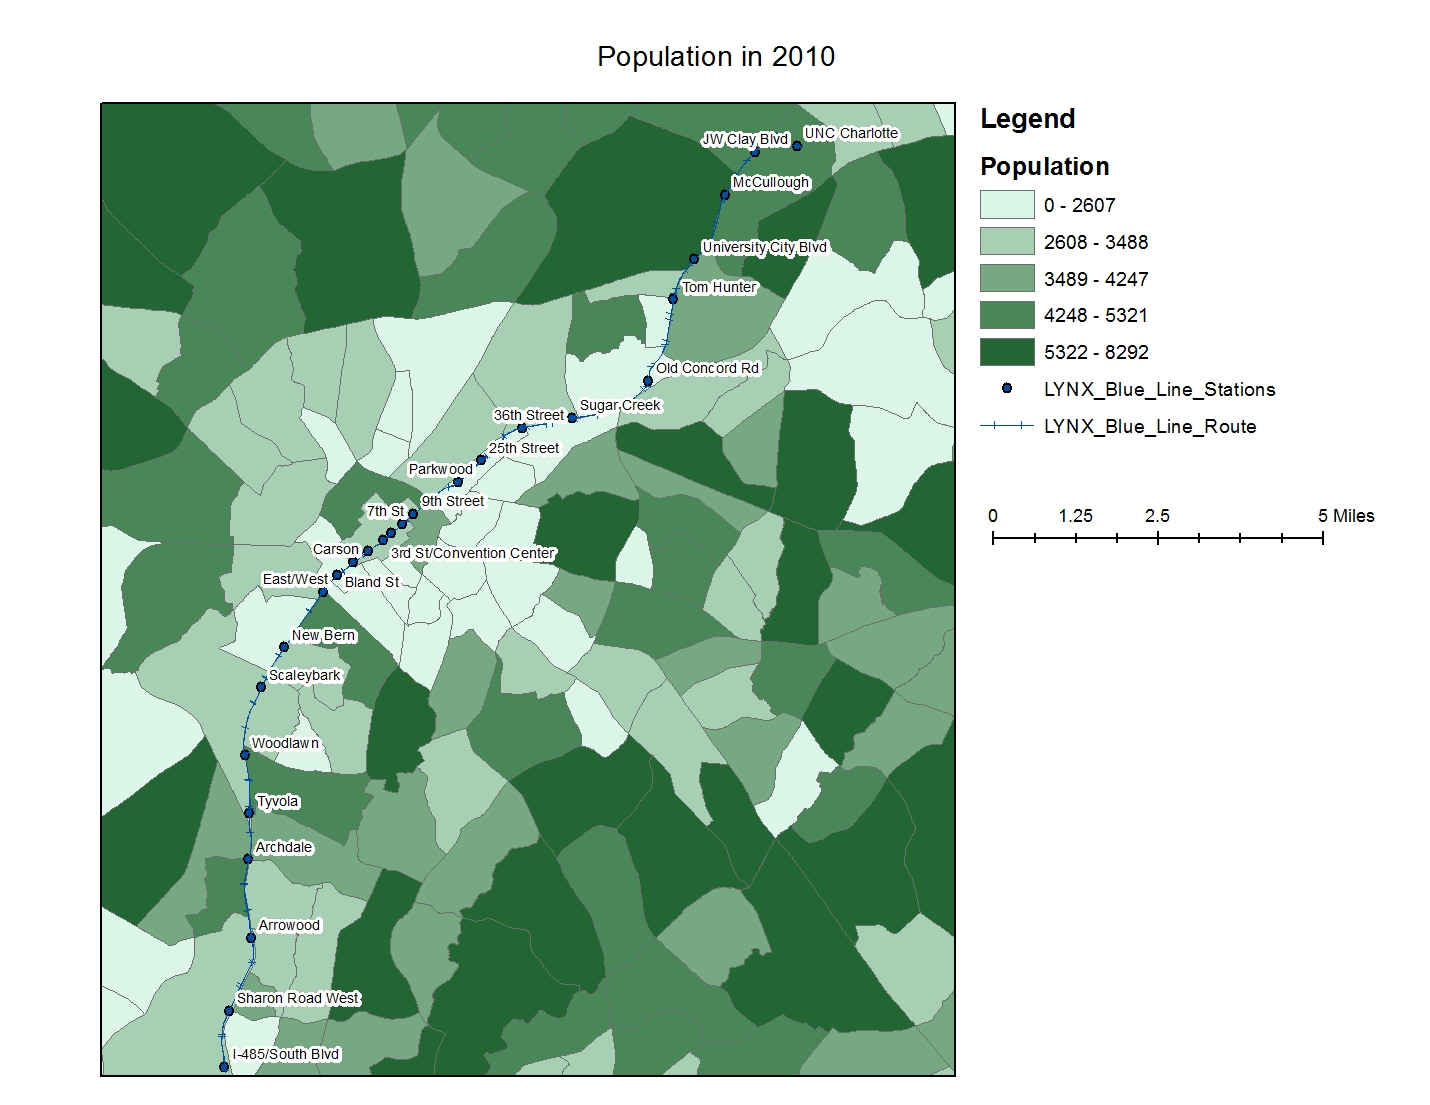 Population in 2010
Legend
Population
0 - 2607
2608 - 3488
3489 - 4247
4248 - 5321
5322 - 8292
LYNX_Blue_Line_Stations
LYNX_Blue_Line_Route
0 1.25 2.5 5 Miles
UNC Charlotte
JW Clay Blvd
McCullough
University City Blvd
Tom Hunter
Old Concord Rd
Sugar Creek
36th Street
25th Street
Parkwood
9th Street
7th St
Carson
3rd St/Convention Center
East/West
Bland St
New Bern
Scaleybark
Woodlawn
Tyvola
Archdale
Arrowood
Sharon Road West
I-485/South Blvd